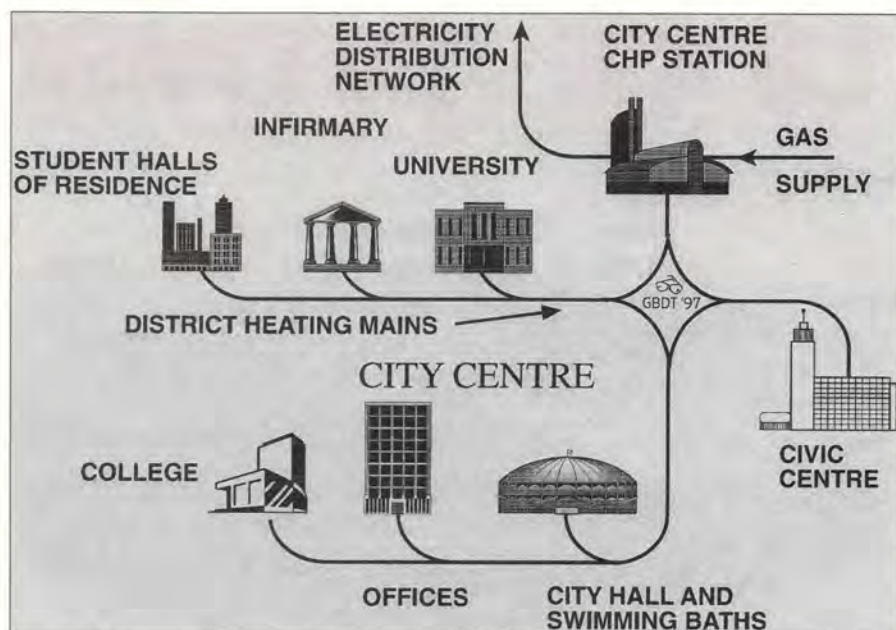 ELECTRICITY
DISTRIBUTION
NETWORK
CITY CENTRE
CHP STATION
INFIRMARY
GAS
SUPPLY
STUDENT HALLS
OF RESIDENCE
UNIVERSITY
GBDT '97
DISTRICT HEATING MAINS
CITY CENTRE
COLLEGE
CIVIC
CENTRE
OFFICES
CITY HALL AND
SWIMMING BATHS